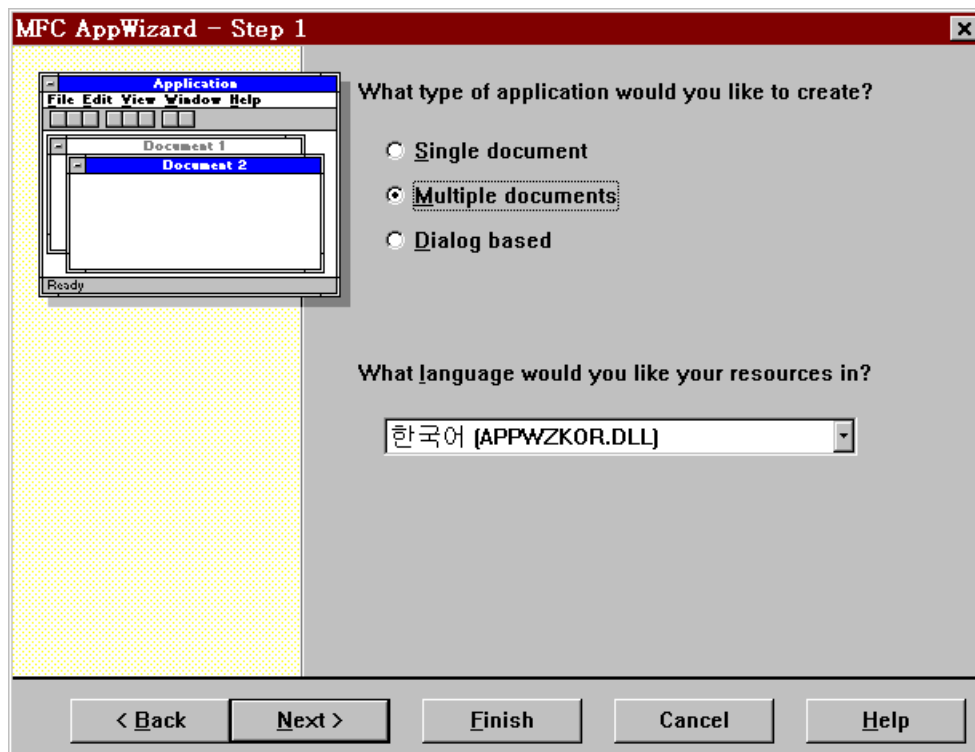 MFC AppWizard - Step 1
Application
File Edit View Window Help
Document 1
Document 2
Ready
What type of application would you like to create?
Single document
Multiple documents
Dialog based
What language would you like your resources in?
한국어 (APPWZKOR.DLL)
< Back
Next >
Finish
Cancel
Help